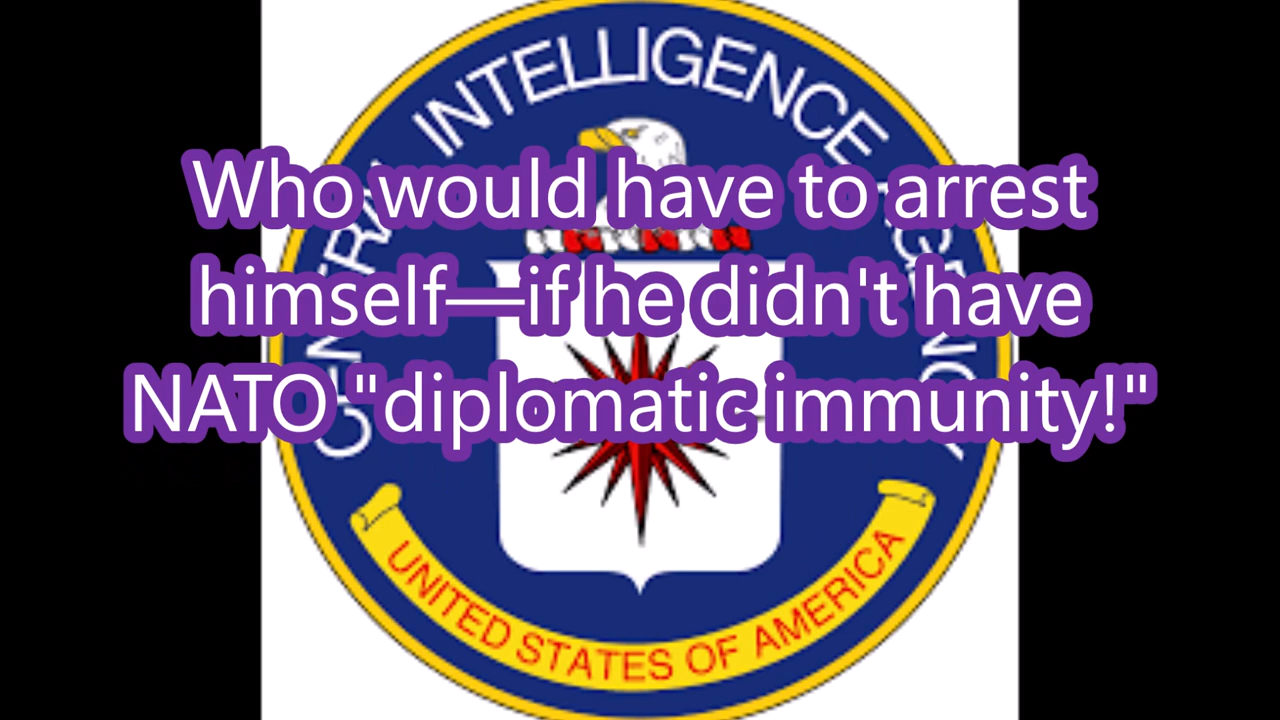 CENTRAL INTELLIGENCE AGENCY
Who would have to arrest
himself—if he didn't have
NATO "diplomatic immunity!"
UNITED STATES OF AMERICA